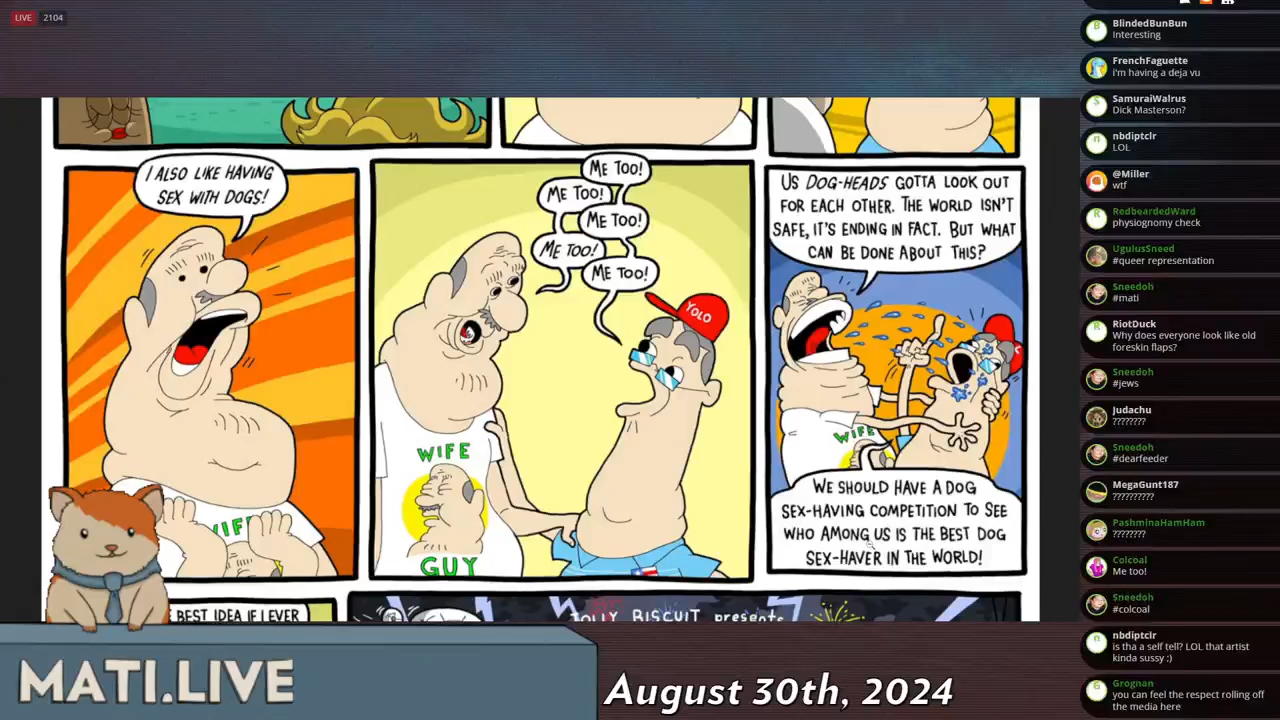 LIVE 2104
I ALSO LIKE HAVING
SEX WITH DOGS!
WIFE
ME TOO!
ME TOO!
ME TOO!
ME TOO!
ME TOO!
YOLO
WIFE
GUY
US DOG-HEADS GOTTA LOOK OUT
FOR EACH OTHER. THE WORLD ISN'T
SAFE, IT'S ENDING IN FACT. BUT WHAT
CAN BE DONE ABOUT THIS?
WIFE
WE SHOULD HAVE A DOG
SEX-HAVING COMPETITION TO SEE
WHO AMONG US IS THE BEST DOG
SEX-HAVER IN THE WORLD!
BEST IDEA IF I EVER
JOLLY BISCUIT presents
MATI.LIVE
August 30th, 2024
BlindedBunBun
Interesting
FrenchFaguette
i'm having a deja vu
SamuraiWalrus
Dick Masterson?
nbdiptclr
LOL
@Miller
wtf
RedbeardedWard
physiognomy check
UgulusSneed
#queer representation
Sneedoh
#mati
RiotDuck
Why does everyone look like old
foreskin flaps?
Sneedoh
#jews
Judachu
????????
Sneedoh
#dearfeeder
MegaGunt187
??????????
PashminaHamHam
????????
Colcoal
Me too!
Sneedoh
#colcoal
nbdiptclr
is tha a self tell? LOL that artist
kinda sussy ;)
Grognan
you can feel the respect rolling off
the media here